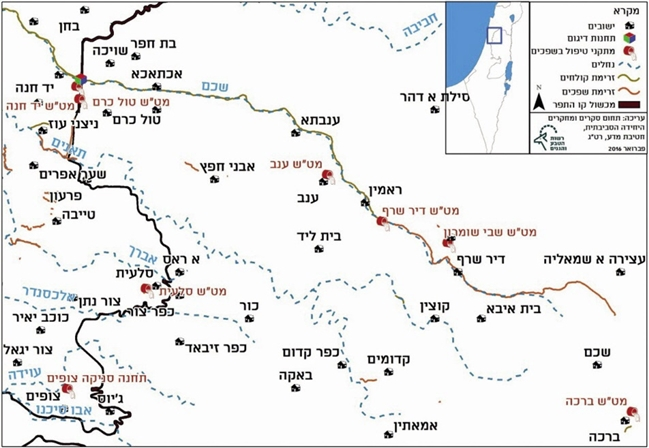 מקרא
ישובים
תחנות דיגום
מתקני טיפול בשפכים
נחלים
זרימת קולחים
זרימת שפכים
מכשול קו התפר
עריכה: תחום סקרים ומחקרים
היחידה הסביבתית,
חטיבת מדע, רט"ג
פברואר 2016
רשות
הטבע
והגנים
N
בחן
שויכה
בת חפר
אכתאבא
יד חנה
מט"ש יד חנה
מט"ש טול כרם
טול כרם
ניצני עוז
תאנים
שכם
חביבה
סילת א דהר
ענבתא
שער אפרים
פרעון
טייבה
אבני חפץ
מט"ש ענב
ענב
ראמין
מט"ש דיר שרף
מט"ש שבי שומרון
בית ליד
דיר שרף
עצירה א שמאליה
אברך
א ראס
סלעית
מט"ש סלעית
אלכסנדר
צור נתן
כפר צור
כוכב יאיר
כור
קוצין
בית איבא
צור יגאל
עוידה
כפר זיבאד
כפר קדום
קדומים
שכם
תחנה סניקה צופים
צופים
אבו סיכנו
ג'יוס
באקה
אמאתין
מט"ש ברכה
ברכה